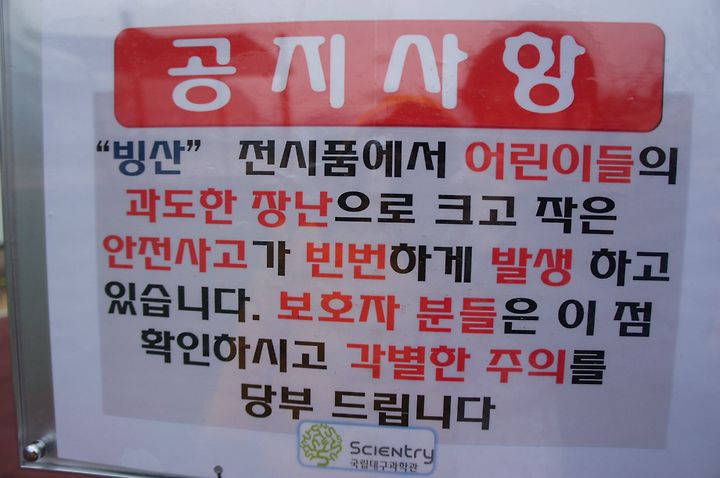 공지사항
“빙산” 전시품에서 어린이들의
과도한 장난으로 크고 작은
안전사고가 빈번하게 발생 하고
있습니다. 보호자 분들은 이 점
확인하시고 각별한 주의를
당부 드립니다
Scientry
국립대구과학관